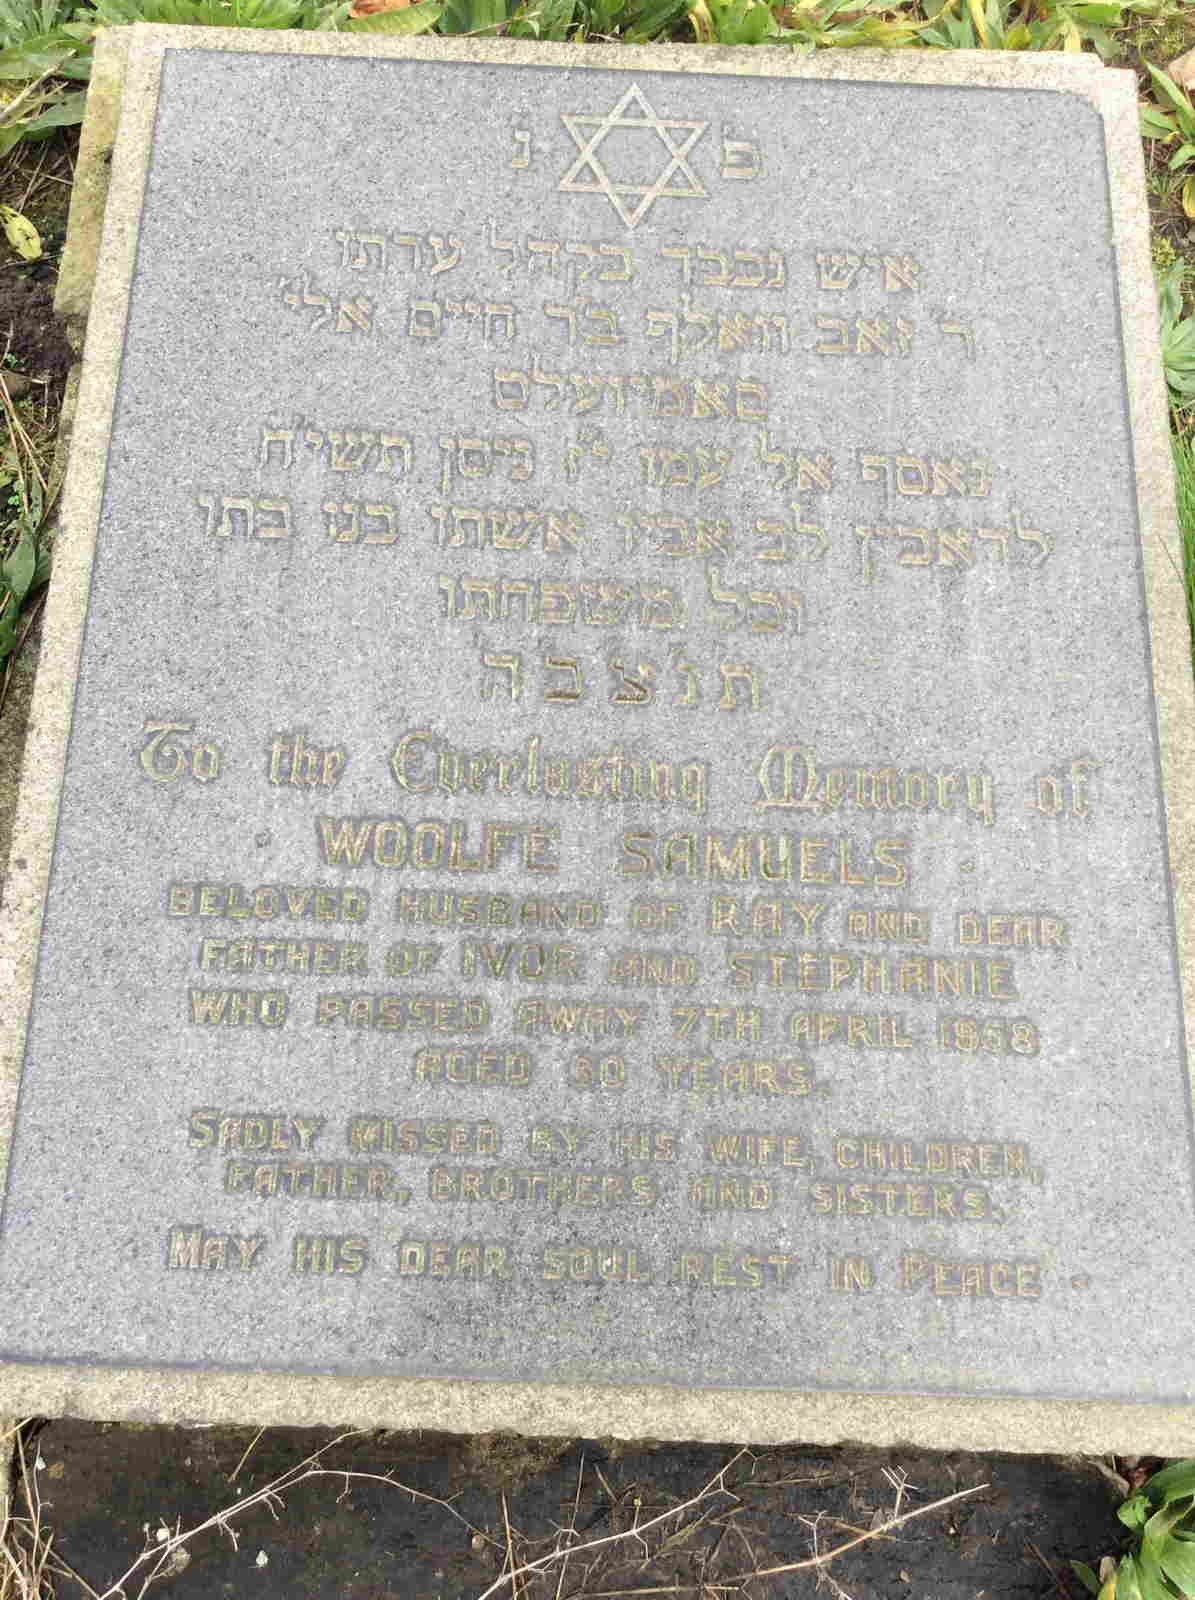 פ נ
איש נכבד בקהל עדתו
ר' זאב וואלף ב"ר חיים אלי'
סאמיועלס
נאסף אל עמו י"ז ניסן תשי"ח
לדאבון לב אביו אשתו בנו בתו
וכל משפחתו
ת נ צ ב ה
To the Everlasting Memory of
WOOLFE SAMUELS
BELOVED HUSBAND OF RAY AND DEAR
FATHER OF IVOR AND STEPHANIE
WHO PASSED AWAY 7TH APRIL 1958
AGED YEARS.
SADLY MISSED BY HIS WIFE, CHILDREN,
FATHER, BROTHERS AND SISTERS.
MAY HIS DEAR SOUL REST IN PEACE.